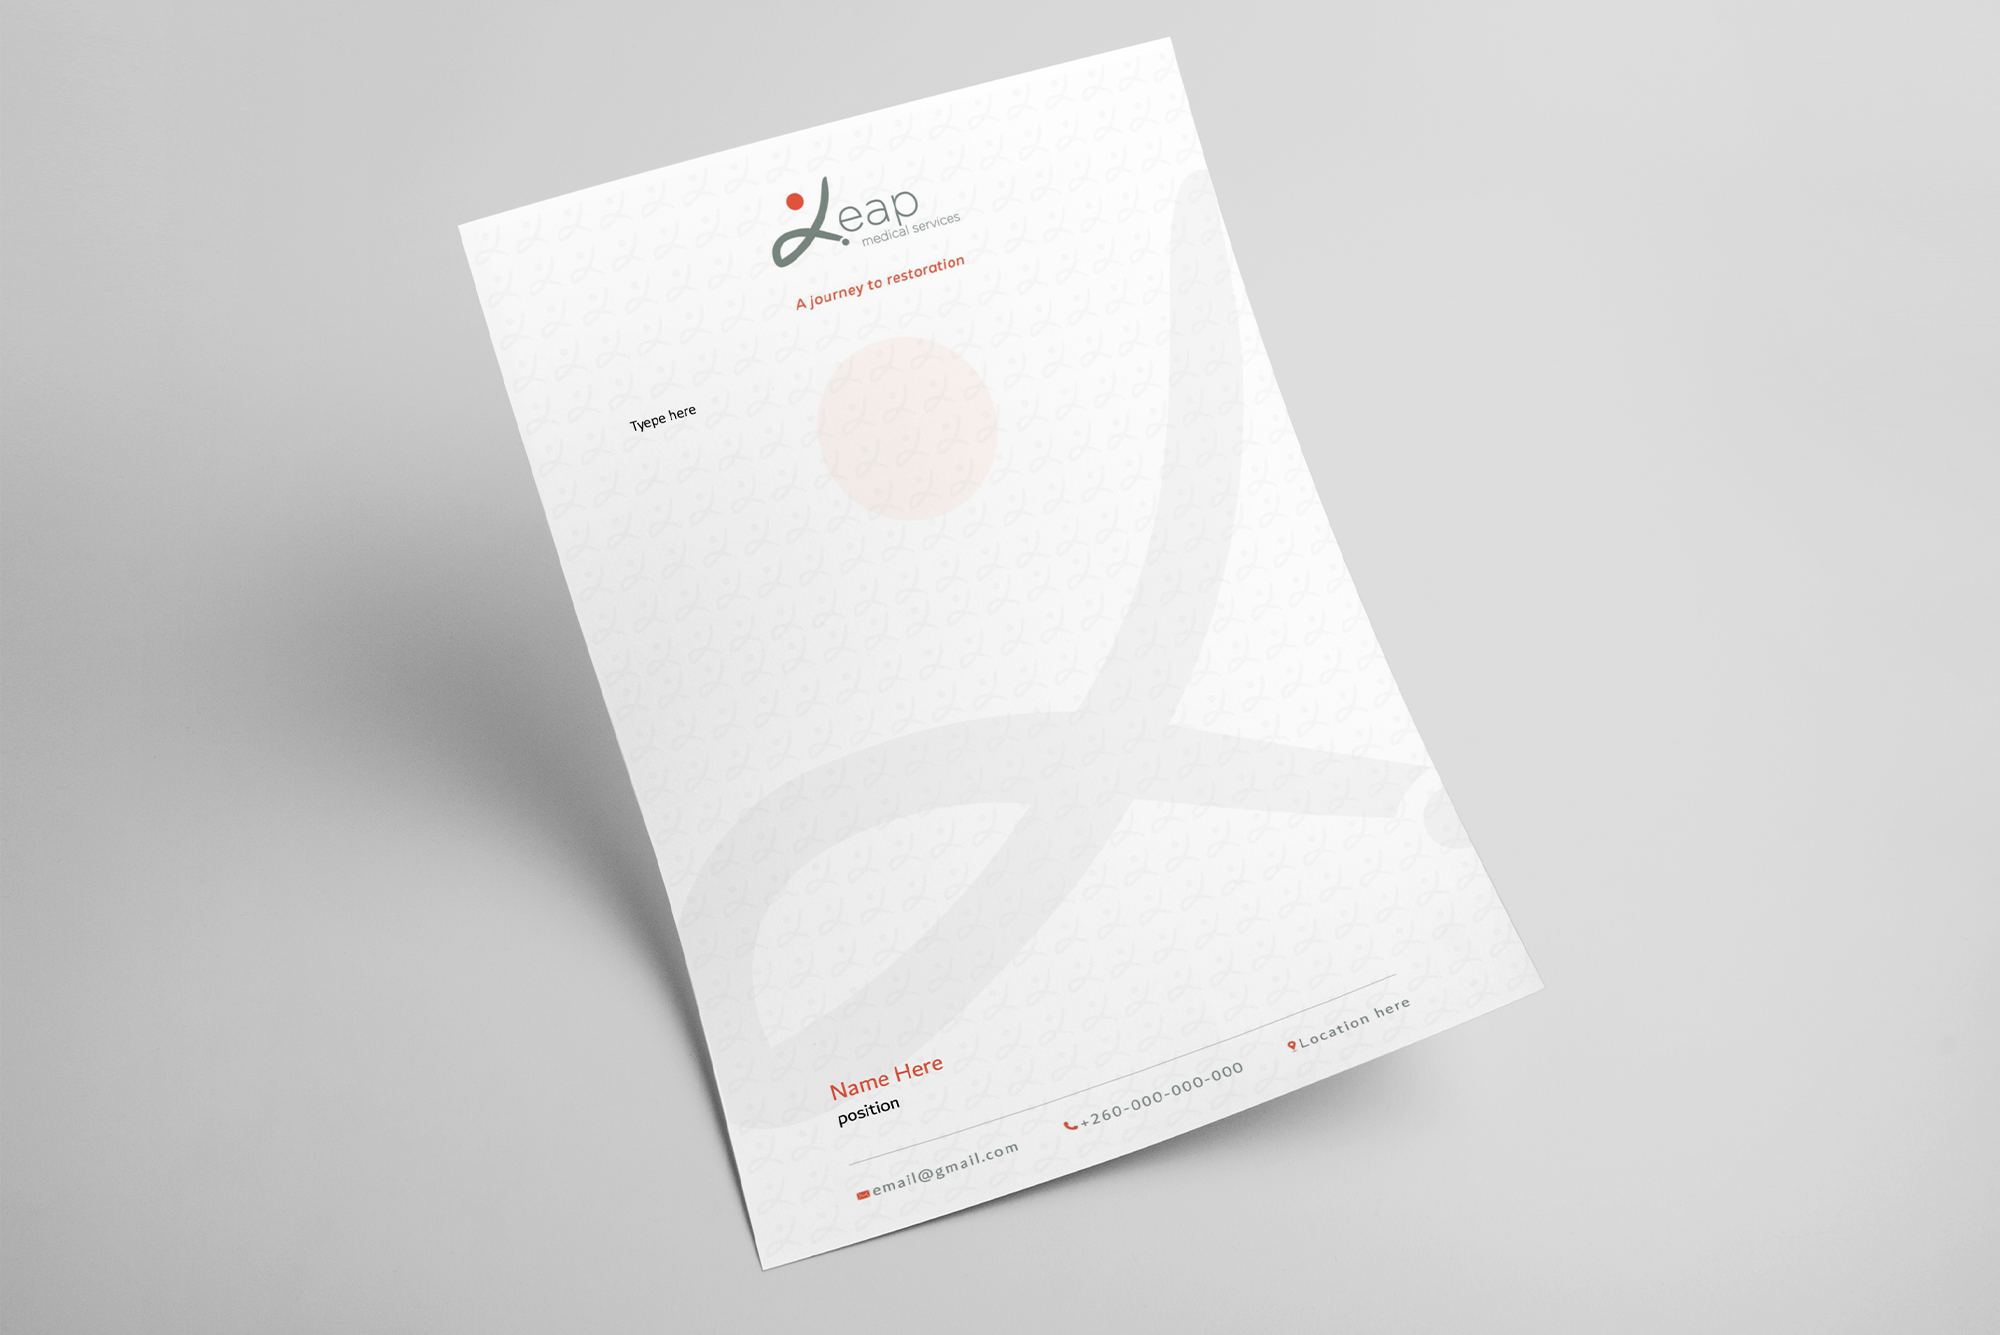 Leap
medical services
A journey to restoration
Tyepe here
Name Here
position
email@gmail.com
+260-000-000-000
Location here